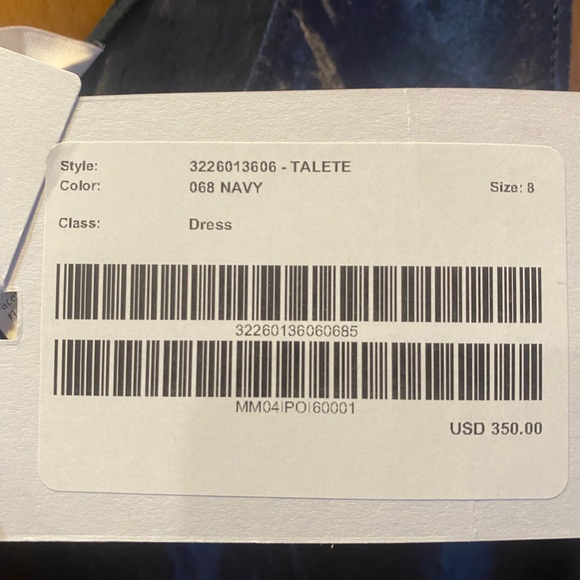 Style: 3226013606 - TALETE
Color: 068 NAVY Size: 8
Class: Dress
32260136060685
MM04|PO|60001
USD 350.00